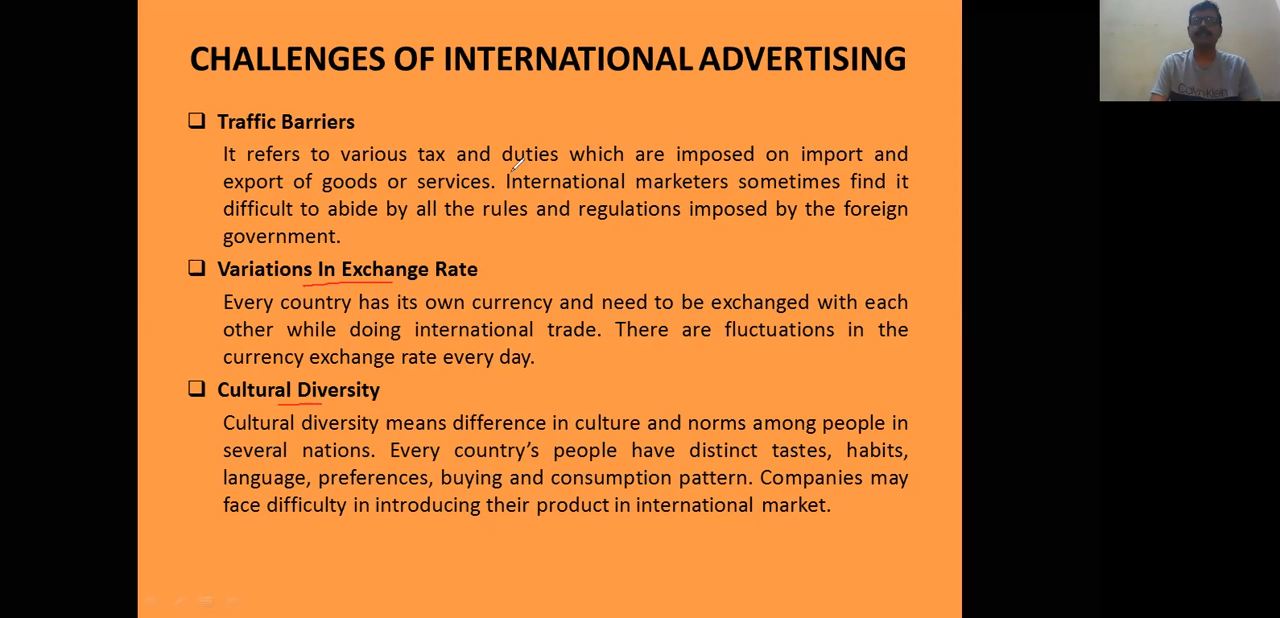 CHALLENGES OF INTERNATIONAL ADVERTISING
Traffic Barriers
It refers to various tax and duties which are imposed on import and
export of goods or services. International marketers sometimes find it
difficult to abide by all the rules and regulations imposed by the foreign
government.
Variations In Exchange Rate
Every country has its own currency and need to be exchanged with each
other while doing international trade. There are fluctuations in the
currency exchange rate every day.
Cultural Diversity
Cultural diversity means difference in culture and norms among people in
several nations. Every country’s people have distinct tastes, habits,
language, preferences, buying and consumption pattern. Companies may
face difficulty in introducing their product in international market.
Calvin Klein